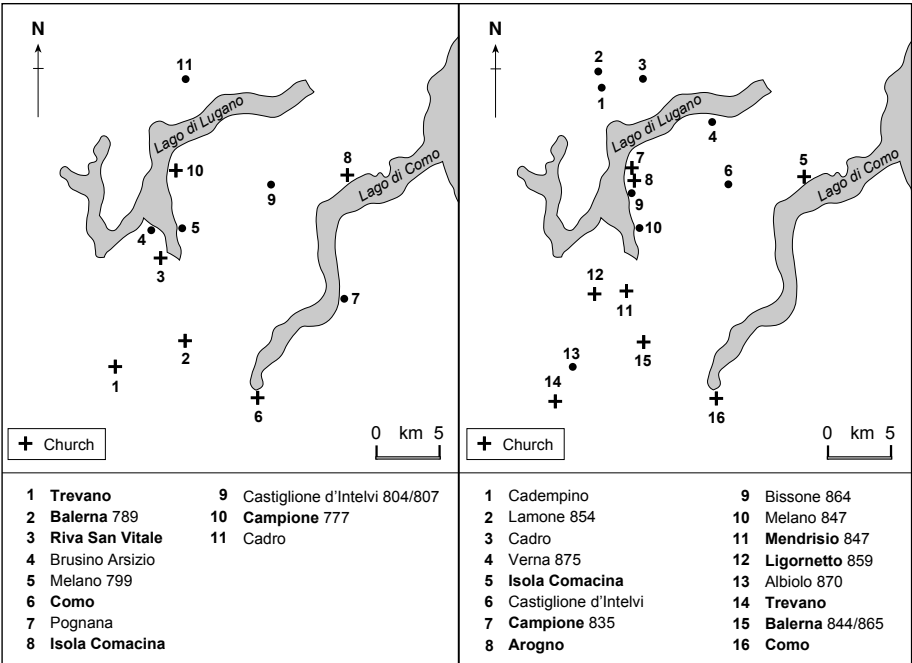 N
11
Lago di Lugano
10
8
9
Lago di Como
4
5
3
7
2
1
6
0 km 5
Church
1 Trevano
2 Balerna 789
3 Riva San Vitale
4 Brusino Arsizio
5 Melano 799
6 Como
7 Pognana
8 Isola Comacina
9 Castiglione d'Intelvi 804/807
10 Campione 777
11 Cadro
N
2
3
1
Lago di Lugano
4
7
5
8
6
Lago di Como
9
10
12
11
15
13
14
16
0 km 5
Church
1 Cadempino
2 Lamone 854
3 Cadro
4 Verna 875
5 Isola Comacina
6 Castiglione d'Intelvi
7 Campione 835
8 Arogno
9 Bissone 864
10 Melano 847
11 Mendrisio 847
12 Ligornetto 859
13 Albiolo 870
14 Trevano
15 Balerna 844/865
16 Como